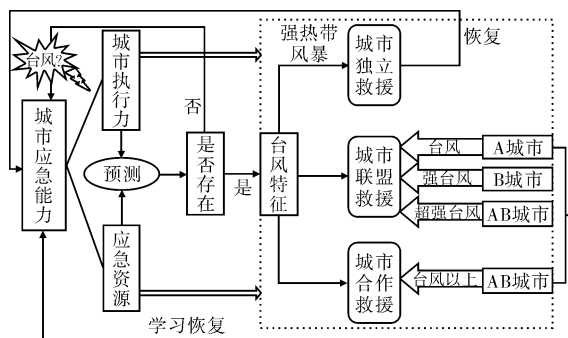 台风?
城市执行力
城市应急能力
否
预测
是否存在
是
应急资源
学习恢复
台风特征
强热带
风暴
城市
独立
救援
恢复
城市
联盟
救援
台风
A城市
强台风
B城市
超强台风
AB城市
城市
合作
救援
台风以上
AB城市